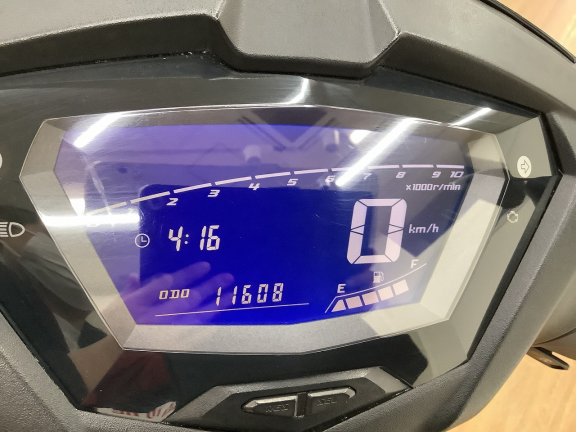 2 3 4 5 6 7 8 9 10
x1000r/min
4:16
0 km/h
ODO 11608
E F